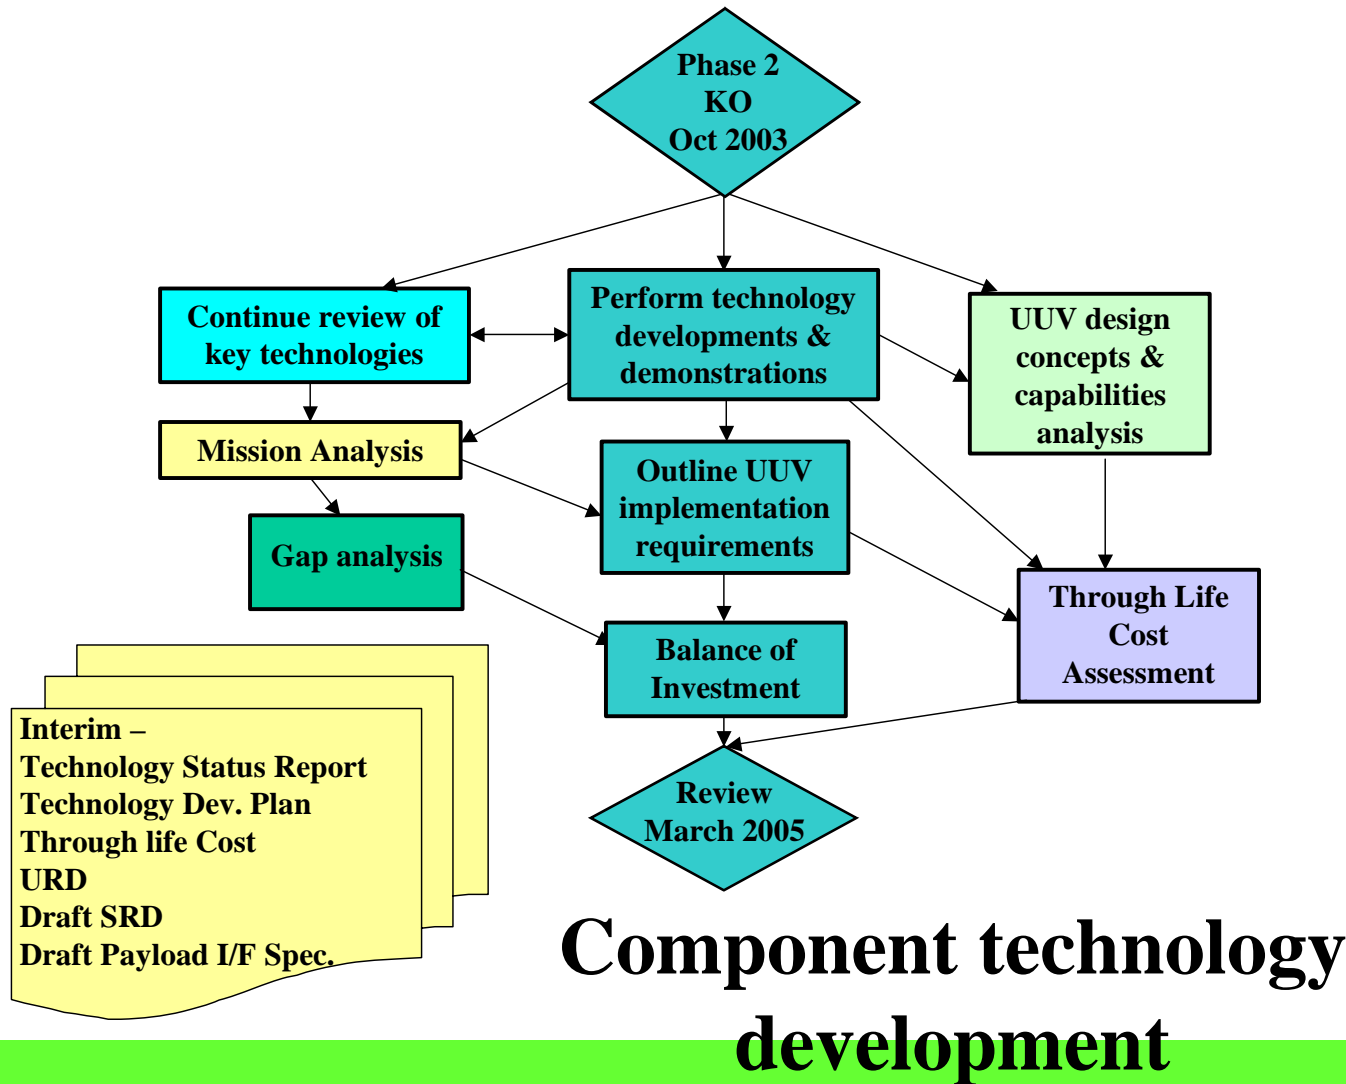 Phase 2
KO
Oct 2003
Continue review of
key technologies
Perform technology
developments &
demonstrations
UUV design
concepts &
capabilities
analysis
Mission Analysis
Outline UUV
implementation
requirements
Gap analysis
Through Life
Cost
Assessment
Balance of
Investment
Interim –
Technology Status Report
Technology Dev. Plan
Through life Cost
URD
Draft SRD
Draft Payload I/F Spec.
Review
March 2005
Component technology
development